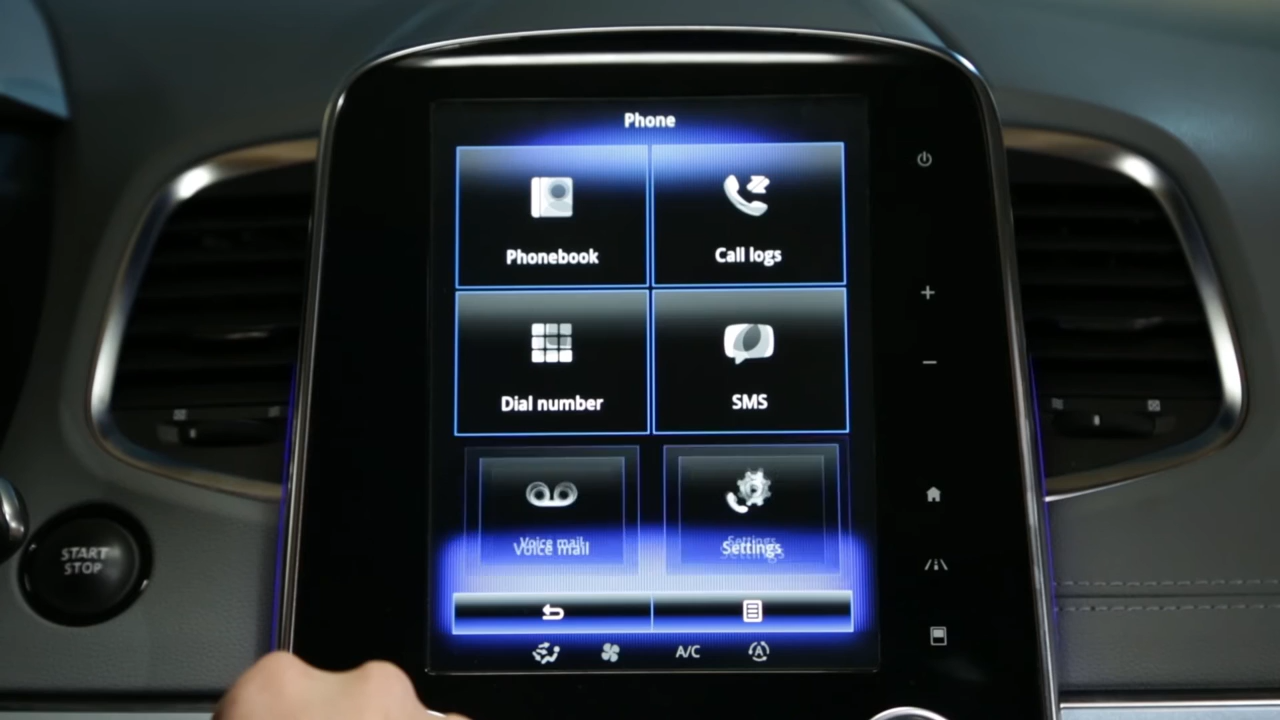 Phone
Phonebook
Call logs
Dial number
SMS
Voice mail
Settings
START
STOP
A/C
A